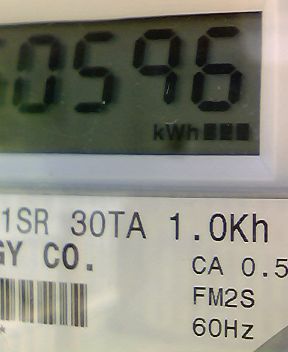 0596
kWh
1SR 30TA 1.0Kh
GY CO.
CA 0.5
FM2S
60Hz